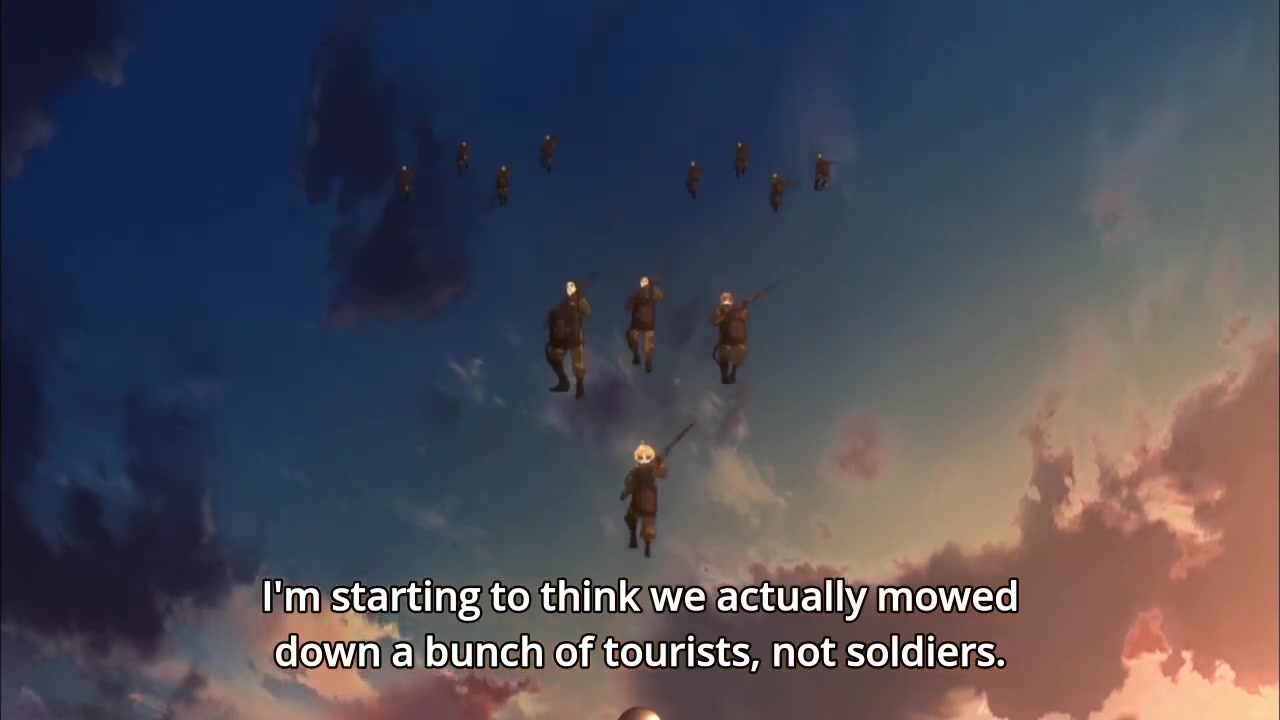 I'm starting to think we actually mowed
down a bunch of tourists, not soldiers.